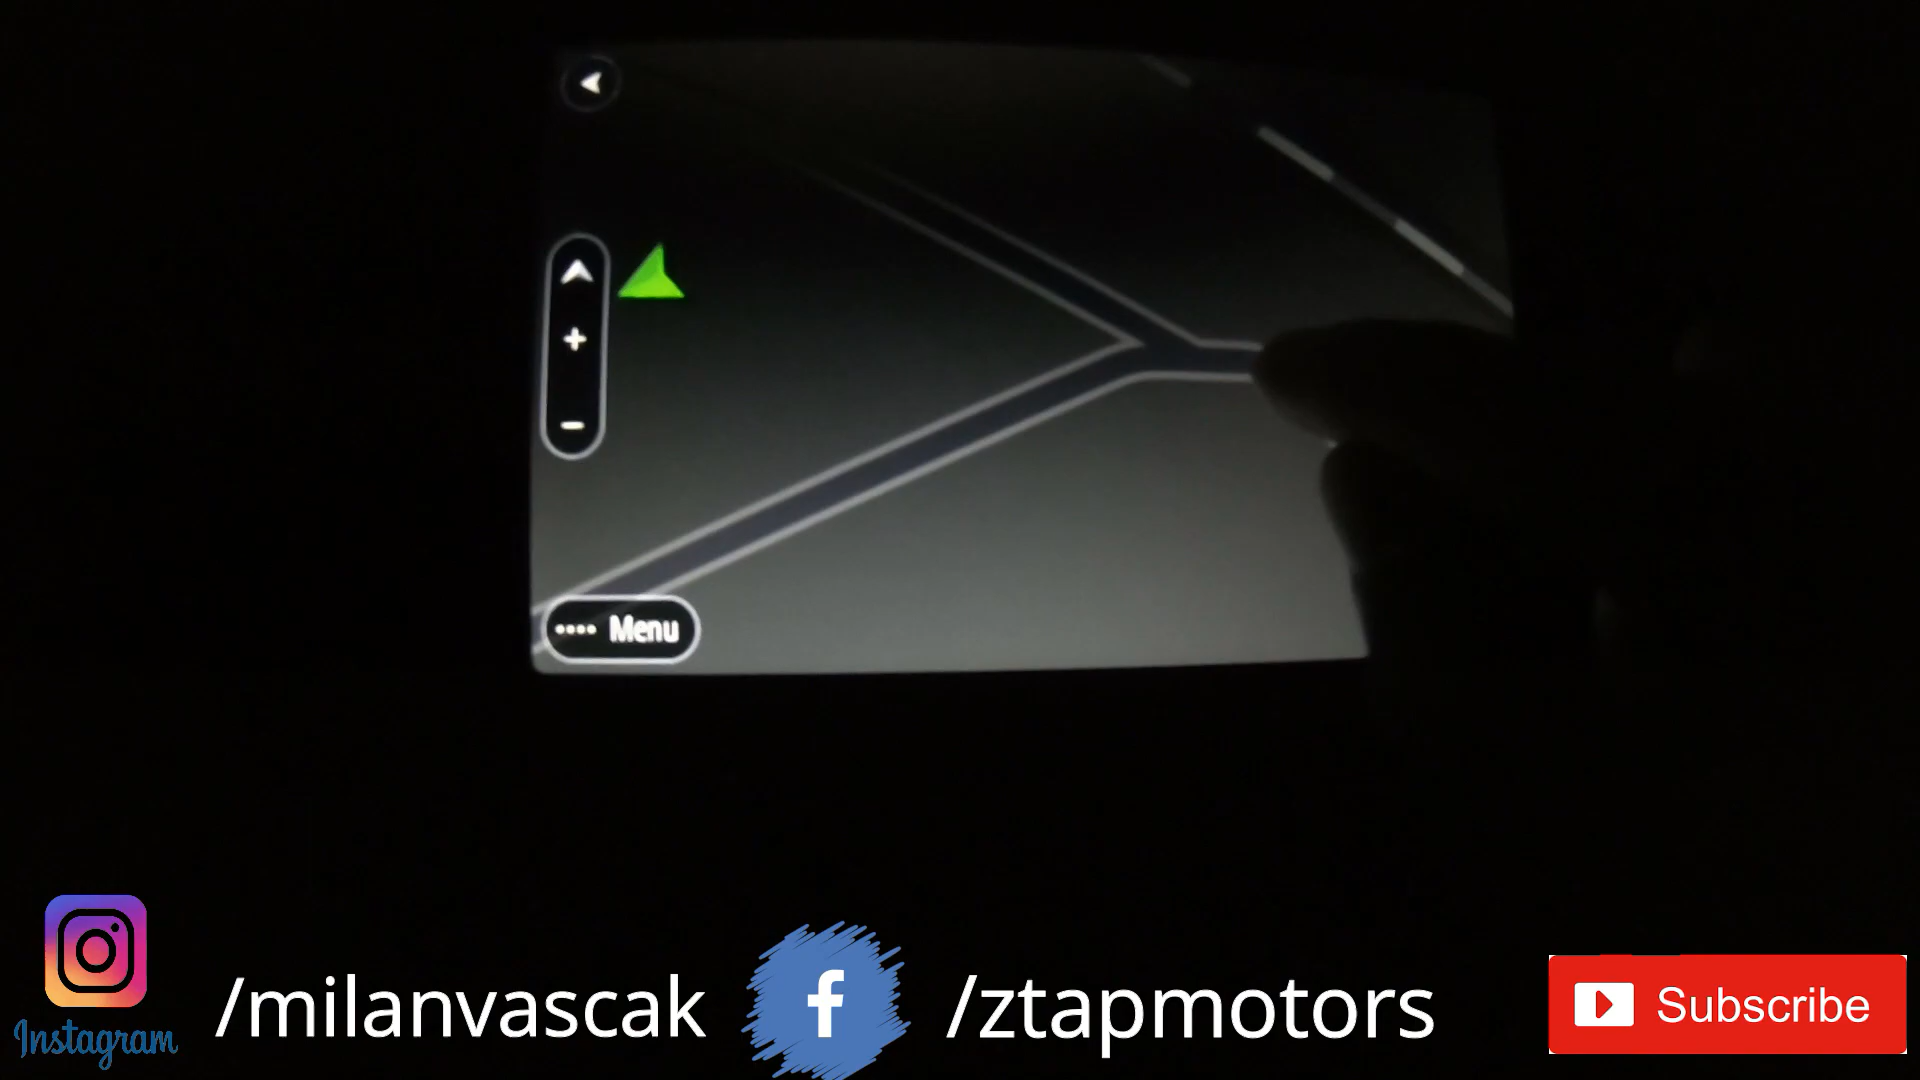 Menu
Instagram
/milanvascak
/ztapmotors
Subscribe